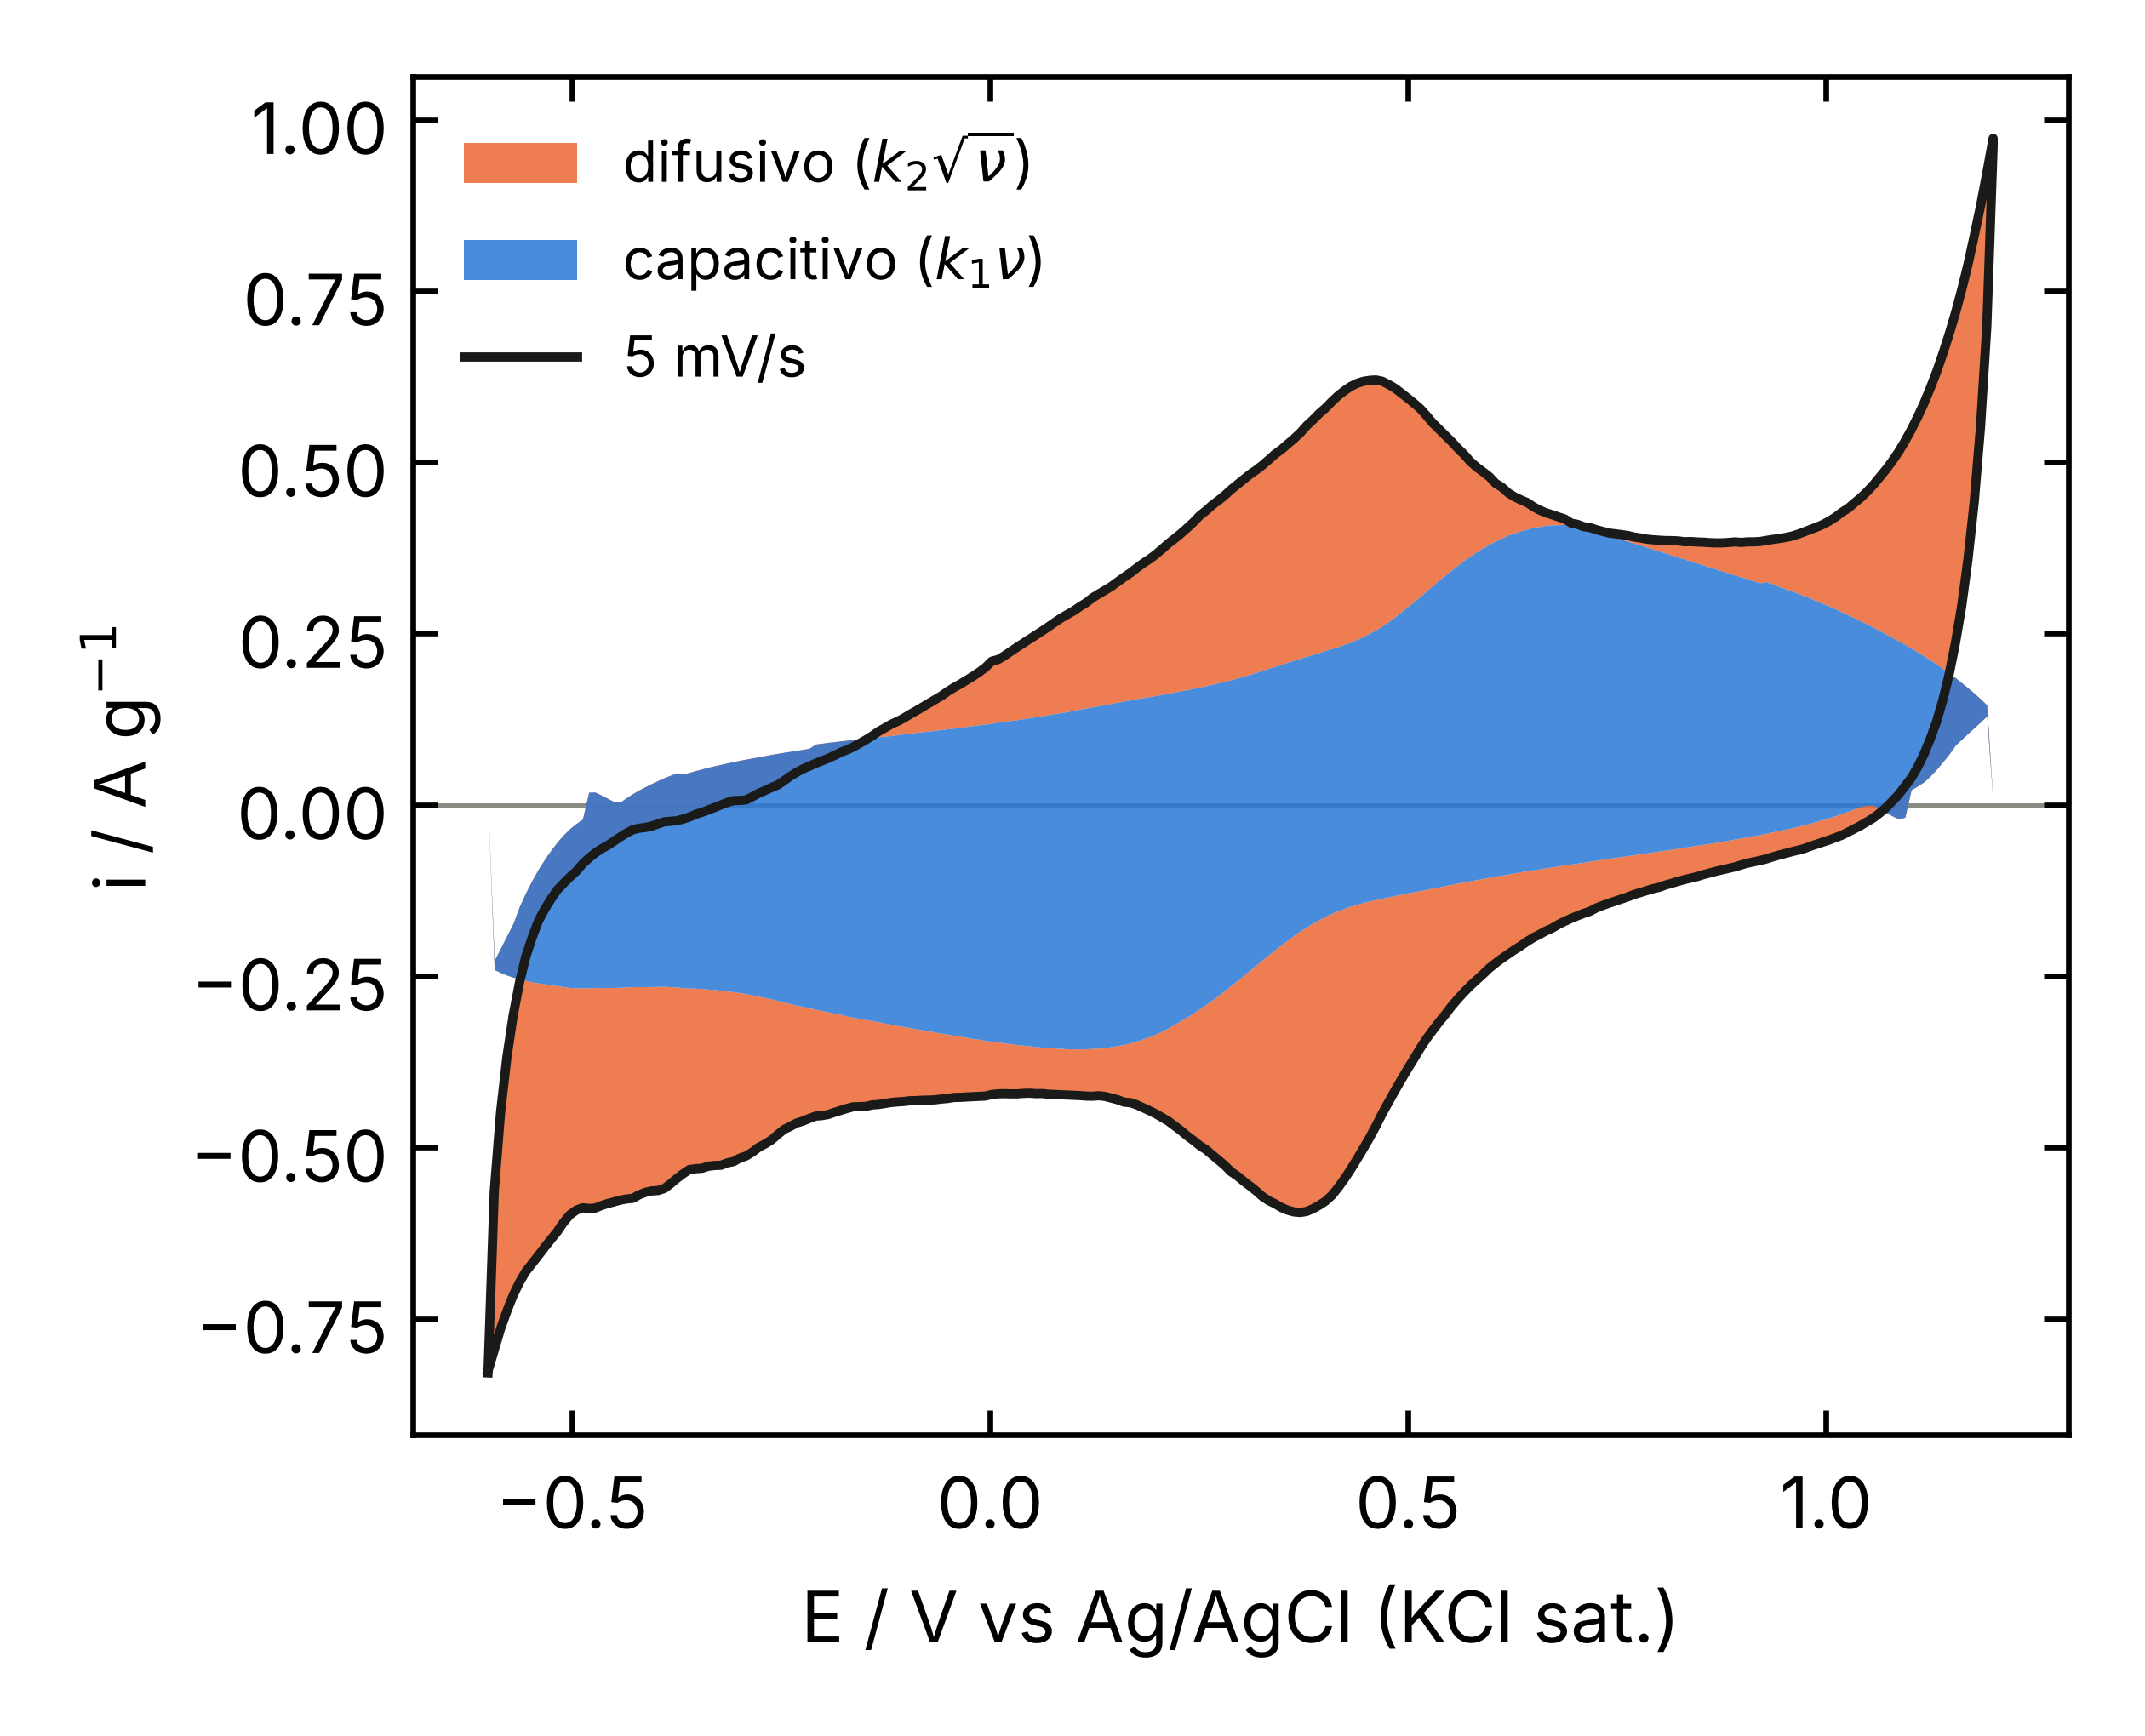 1.00
0.75
0.50
0.25
0.00
−0.25
−0.50
−0.75
i / A g⁻¹
difusivo (k₂√ν)
capacitivo (k₁ν)
5 mV/s
−0.5 0.0 0.5 1.0
E / V vs Ag/AgCl (KCl sat.)